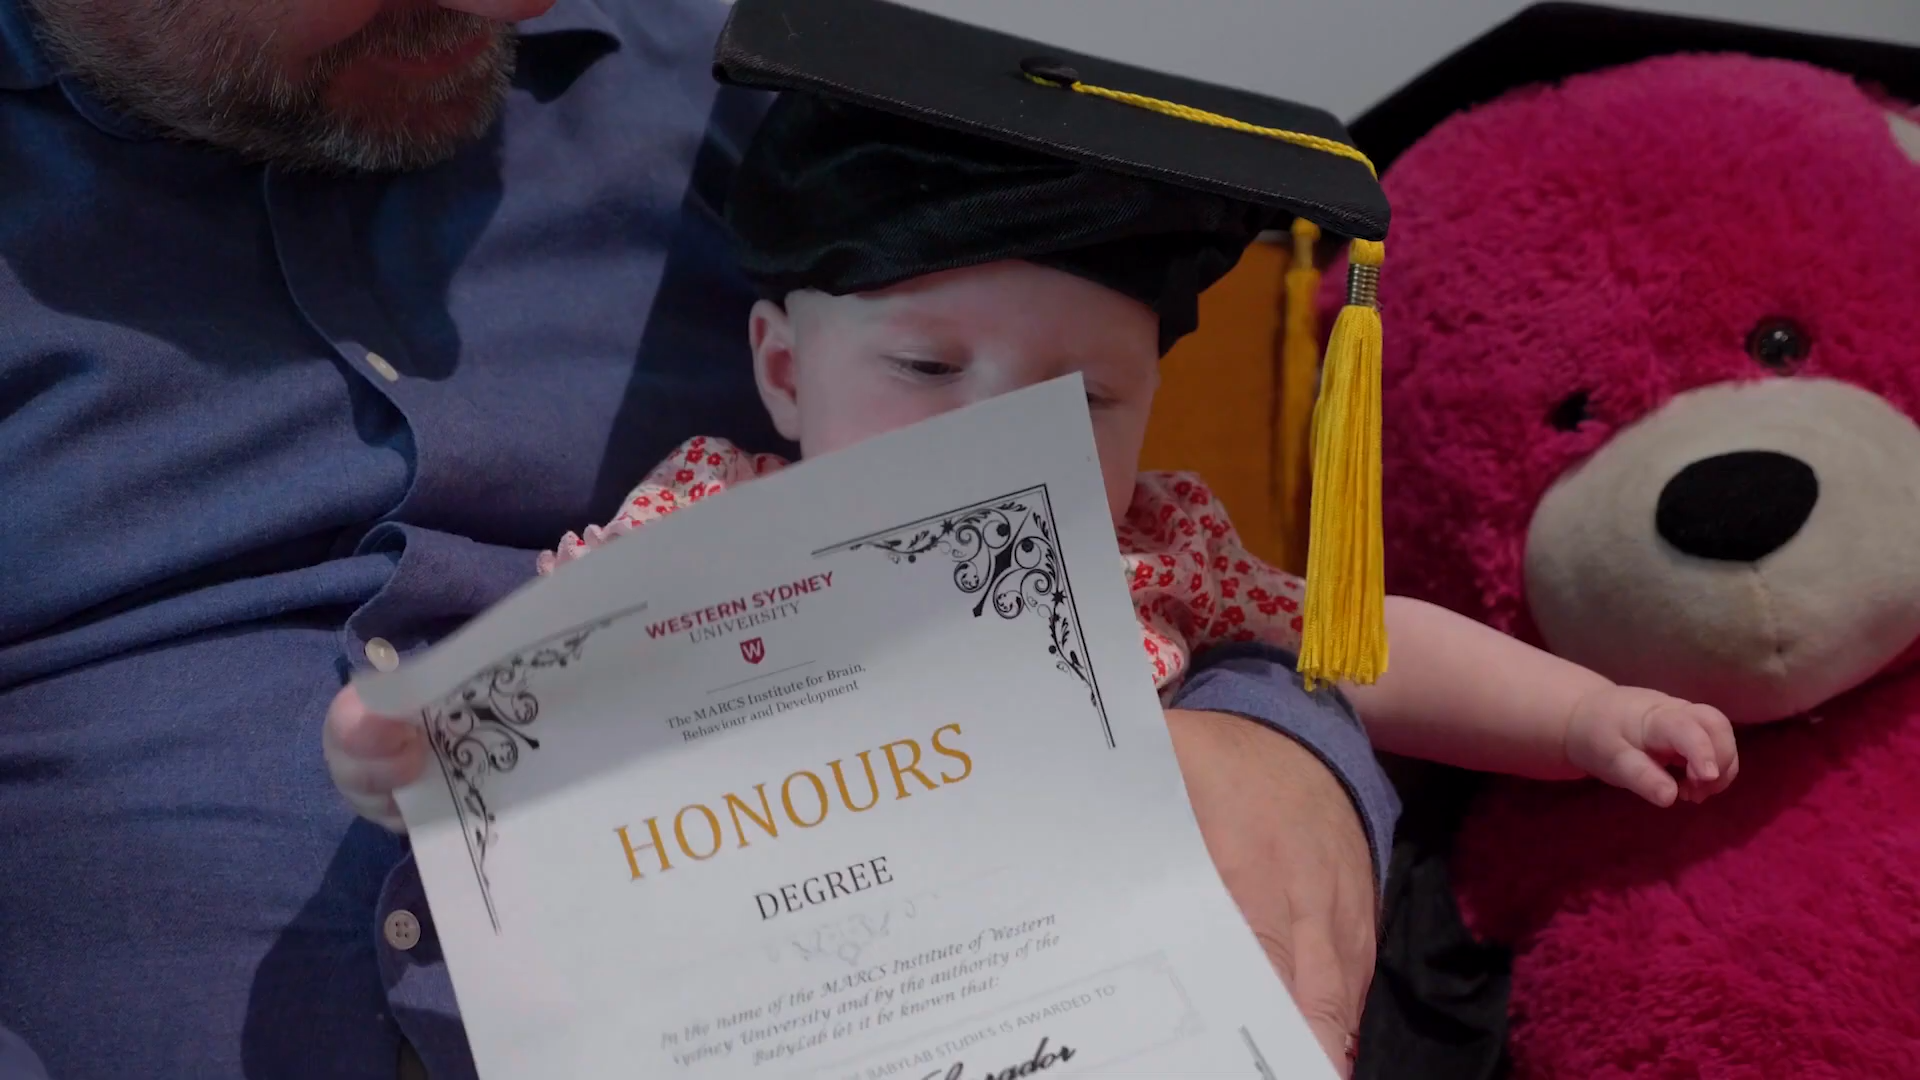 WESTERN SYDNEY
UNIVERSITY
W
The MARCS Institute for Brain,
Behaviour and Development
HONOURS
DEGREE
In the name of the MARCS Institute of Western
Sydney University and by the authority of the
BabyLab let it be known that:
BABYLAB STUDIES IS AWARDED TO